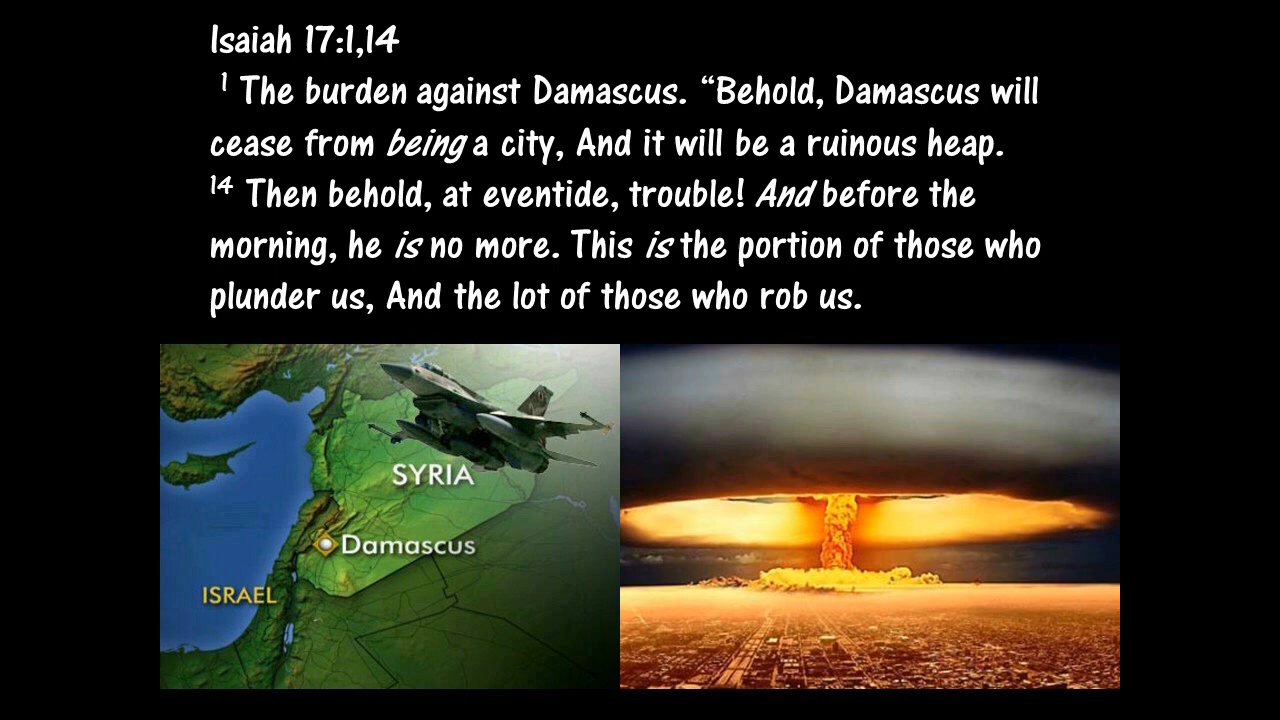 Isaiah 17:1,14
1 The burden against Damascus. “Behold, Damascus will
cease from being a city, And it will be a ruinous heap.
14 Then behold, at eventide, trouble! And before the
morning, he is no more. This is the portion of those who
plunder us, And the lot of those who rob us.
SYRIA
Damascus
ISRAEL